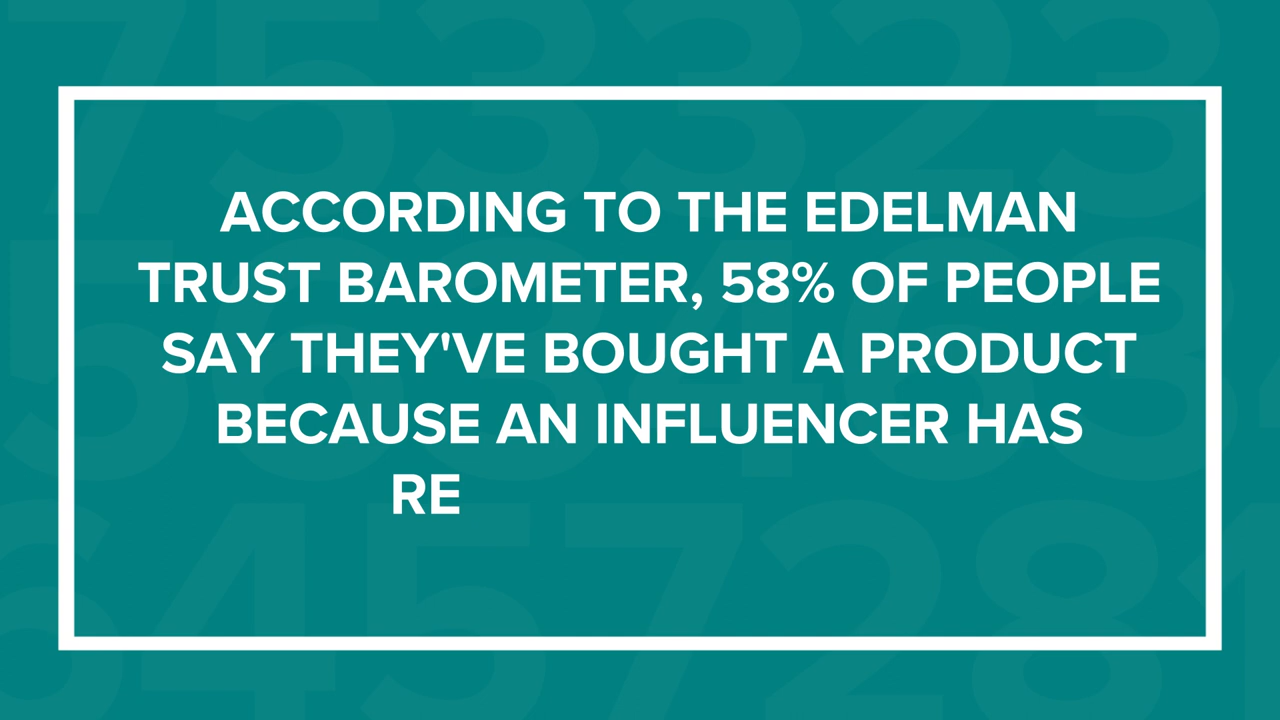 ACCORDING TO THE EDELMAN
TRUST BAROMETER, 58% OF PEOPLE
SAY THEY'VE BOUGHT A PRODUCT
BECAUSE AN INFLUENCER HAS
RE